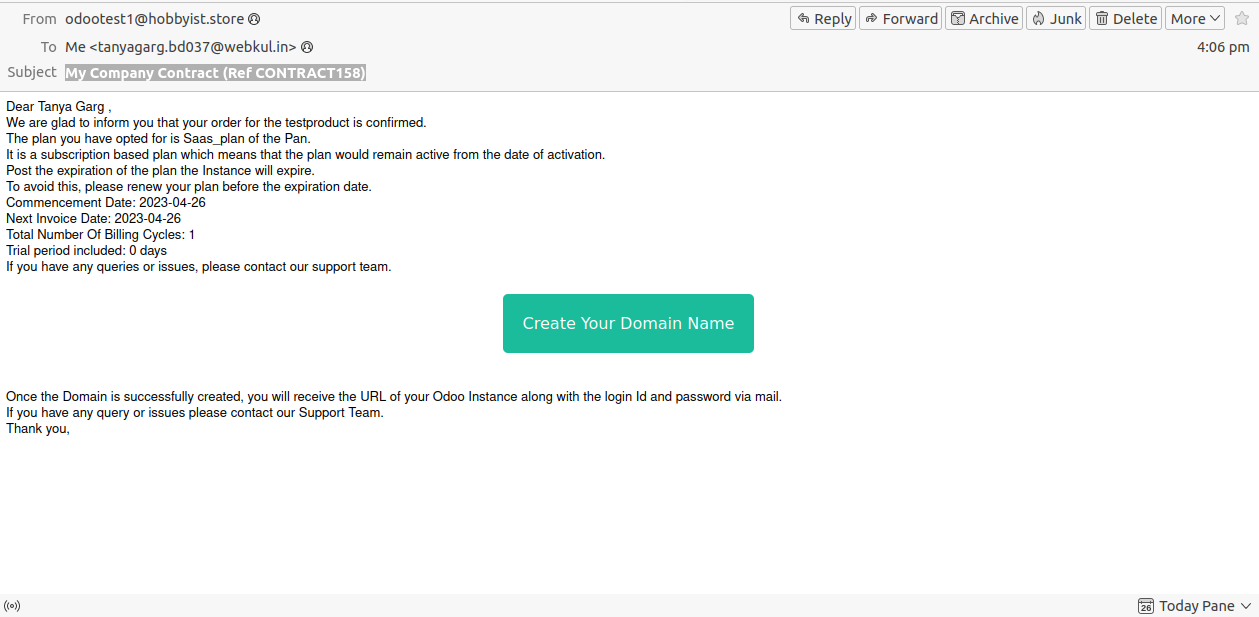 From odootest1@hobbyist.store Reply Forward Archive Junk Delete More
To Me <tanyagarg.bd037@webkul.in> 4:06 pm
Subject My Company Contract (Ref CONTRACT158)
Dear Tanya Garg ,
We are glad to inform you that your order for the testproduct is confirmed.
The plan you have opted for is Saas_plan of the Pan.
It is a subscription based plan which means that the plan would remain active from the date of activation.
Post the expiration of the plan the Instance will expire.
To avoid this, please renew your plan before the expiration date.
Commencement Date: 2023-04-26
Next Invoice Date: 2023-04-26
Total Number Of Billing Cycles: 1
Trial period included: 0 days
If you have any queries or issues, please contact our support team.
Create Your Domain Name
Once the Domain is successfully created, you will receive the URL of your Odoo Instance along with the login Id and password via mail.
If you have any query or issues please contact our Support Team.
Thank you,
26 Today Pane